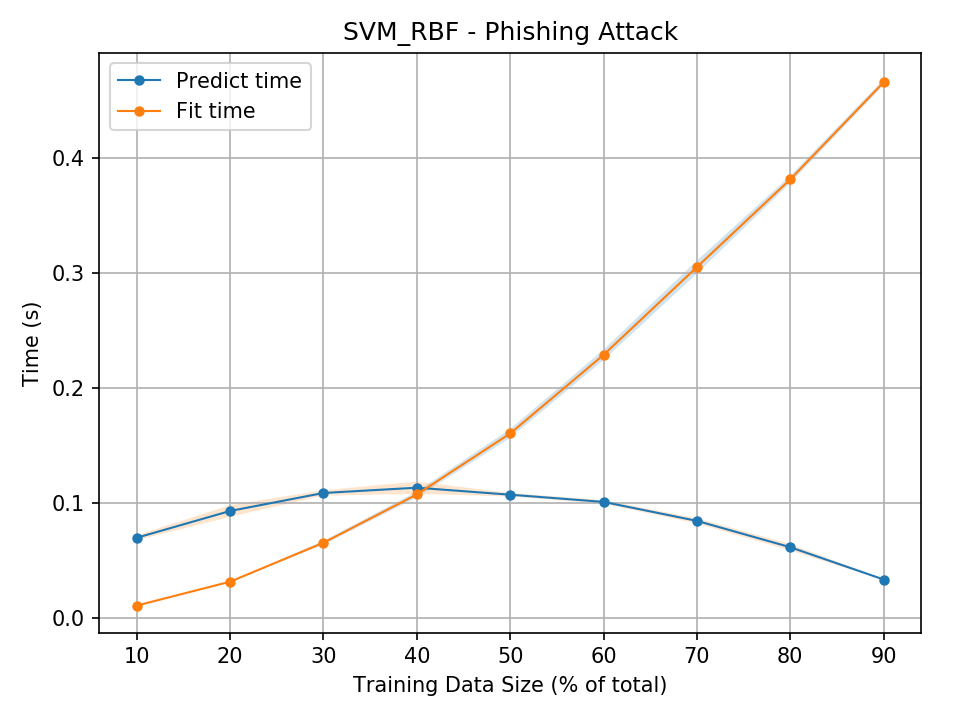 SVM_RBF - Phishing Attack
Predict time
Fit time
0.4
0.3
0.2
0.1
0.0
Time (s)
10 20 30 40 50 60 70 80 90
Training Data Size (% of total)